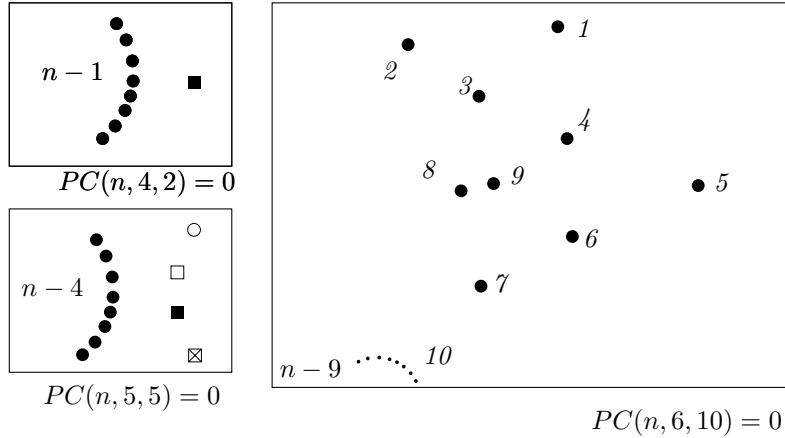 n − 1
PC(n, 4, 2) = 0
n − 4
PC(n, 5, 5) = 0
1
2
3
4
8
9
5
6
7
n − 9
10
PC(n, 6, 10) = 0